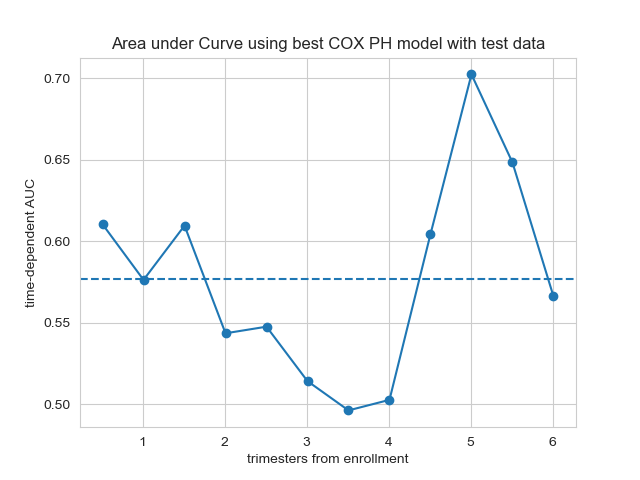 Area under Curve using best COX PH model with test data
0.70
0.65
0.60
0.55
0.50
time-dependent AUC
1 2 3 4 5 6
trimesters from enrollment